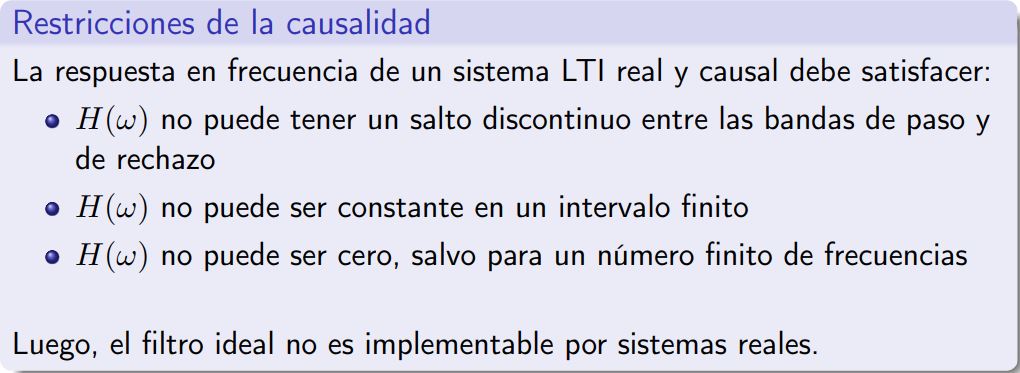 Restricciones de la causalidad
La respuesta en frecuencia de un sistema LTI real y causal debe satisfacer:
H(ω) no puede tener un salto discontinuo entre las bandas de paso y
de rechazo
H(ω) no puede ser constante en un intervalo finito
H(ω) no puede ser cero, salvo para un número finito de frecuencias
Luego, el filtro ideal no es implementable por sistemas reales.